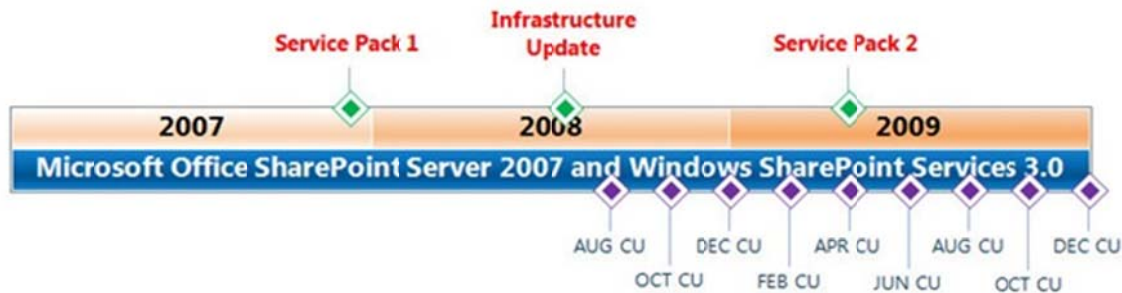 Infrastructure
Service Pack 1
Update
Service Pack 2
2007
2008
2009
Microsoft Office SharePoint Server 2007 and Windows SharePoint Services 3.0
AUG CU
DEC CU
APR CU
AUG CU
DEC CU
OCT CU
FEB CU
JUN CU
OCT CU